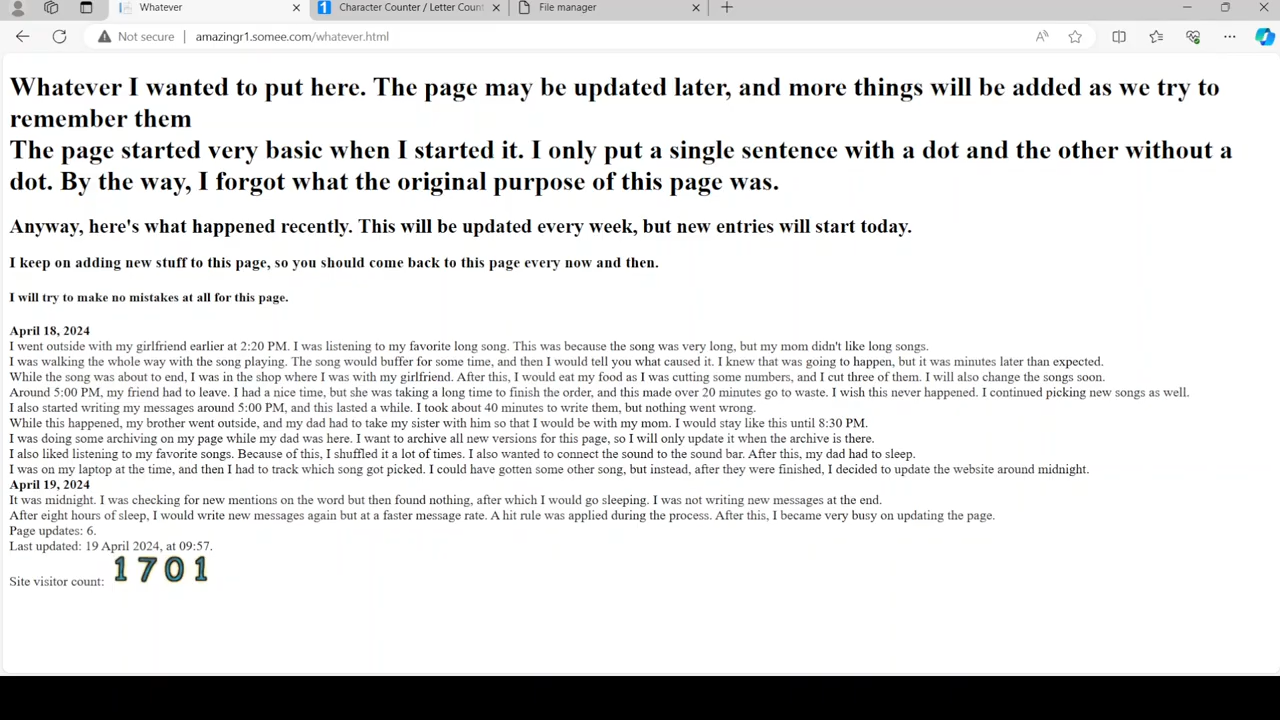 Whatever
Character Counter / Letter Count
File manager
Not secure
amazingr1.somee.com/whatever.html
Whatever I wanted to put here. The page may be updated later, and more things will be added as we try to
remember them
The page started very basic when I started it. I only put a single sentence with a dot and the other without a
dot. By the way, I forgot what the original purpose of this page was.
Anyway, here's what happened recently. This will be updated every week, but new entries will start today.
I keep on adding new stuff to this page, so you should come back to this page every now and then.
I will try to make no mistakes at all for this page.
April 18, 2024
I went outside with my girlfriend earlier at 2:20 PM. I was listening to my favorite long song. This was because the song was very long, but my mom didn't like long songs.
I was walking the whole way with the song playing. The song would buffer for some time, and then I would tell you what caused it. I knew that was going to happen, but it was minutes later than expected.
While the song was about to end, I was in the shop where I was with my girlfriend. After this, I would eat my food as I was cutting some numbers, and I cut three of them. I will also change the songs soon.
Around 5:00 PM, my friend had to leave. I had a nice time, but she was taking a long time to finish the order, and this made over 20 minutes go to waste. I wish this never happened. I continued picking new songs as well.
I also started writing my messages around 5:00 PM, and this lasted a while. I took about 40 minutes to write them, but nothing went wrong.
While this happened, my brother went outside, and my dad had to take my sister with him so that I would be with my mom. I would stay like this until 8:30 PM.
I was doing some archiving on my page while my dad was here. I want to archive all new versions for this page, so I will only update it when the archive is there.
I also liked listening to my favorite songs. Because of this, I shuffled it a lot of times. I also wanted to connect the sound to the sound bar. After this, my dad had to sleep.
I was on my laptop at the time, and then I had to track which song got picked. I could have gotten some other song, but instead, after they were finished, I decided to update the website around midnight.
April 19, 2024
It was midnight. I was checking for new mentions on the word but then found nothing, after which I would go sleeping. I was not writing new messages at the end.
After eight hours of sleep, I would write new messages again but at a faster message rate. A hit rule was applied during the process. After this, I became very busy on updating the page.
Page updates: 6.
Last updated: 19 April 2024, at 09:57.
Site visitor count: 1701